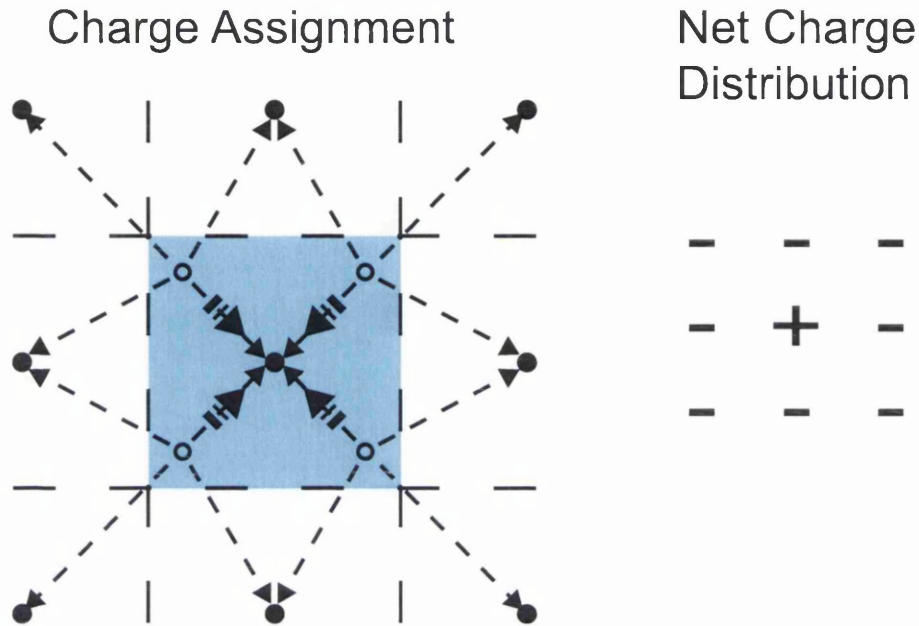 Charge Assignment
Net Charge
Distribution
− − −
− + −
− − −